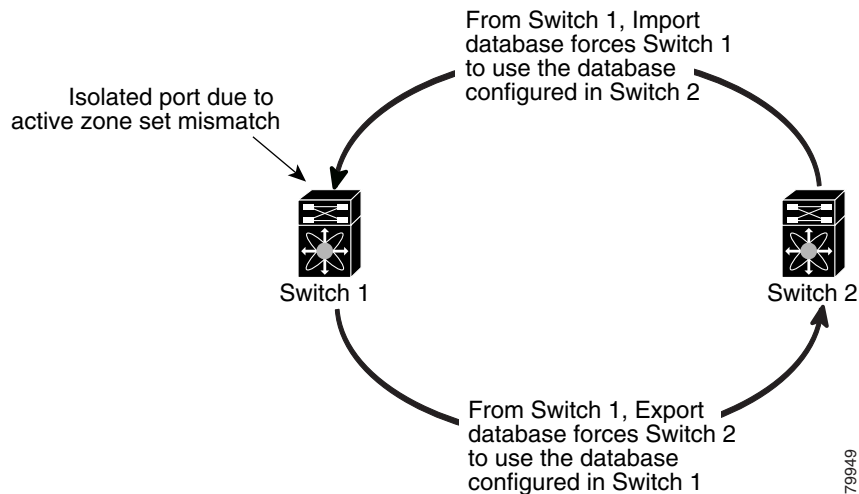 From Switch 1, Import
database forces Switch 1
to use the database
configured in Switch 2
Isolated port due to
active zone set mismatch
Switch 1
Switch 2
From Switch 1, Export
database forces Switch 2
to use the database
configured in Switch 1
79949